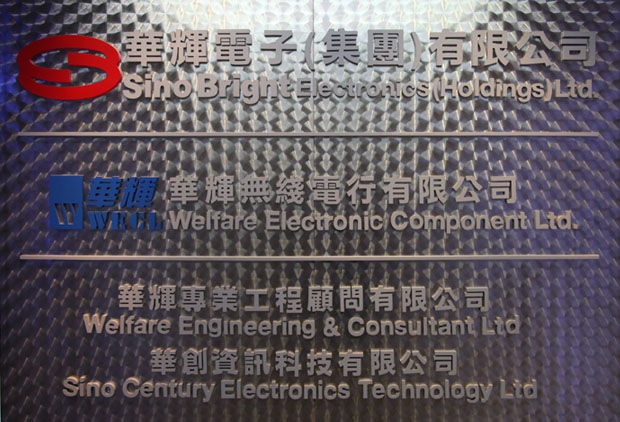 華輝電子(集團)有限公司
Sino Bright Electronics (Holdings) Ltd.
華輝
W WECL
華輝無綫電行有限公司
Welfare Electronic Component Ltd.
華輝專業工程顧問有限公司
Welfare Engineering & Consultant Ltd
華創資訊科技有限公司
Sino Century Electronics Technology Ltd